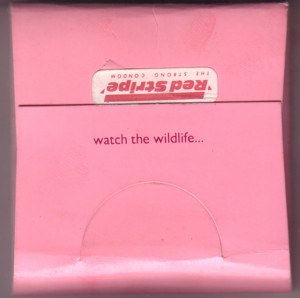 'Red Stripe'
THE STRONG CONDOM
watch the wildlife...